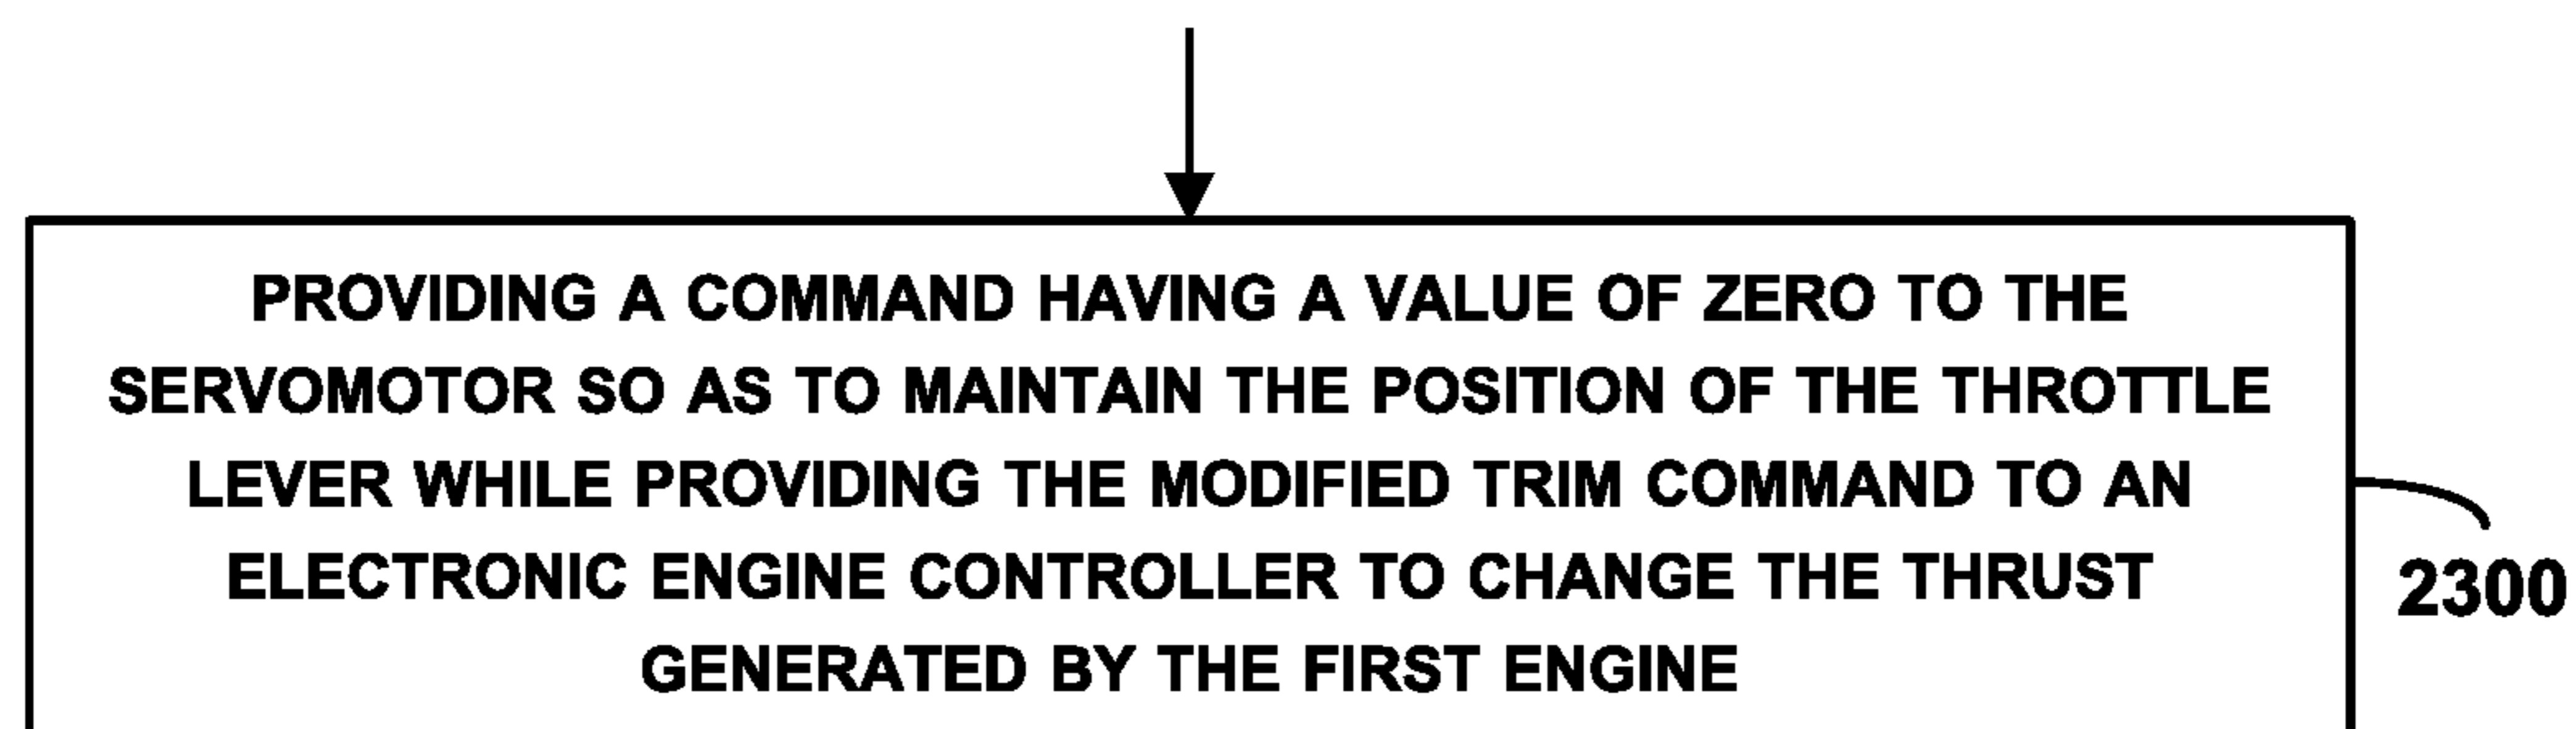 PROVIDING A COMMAND HAVING A VALUE OF ZERO TO THE
SERVOMOTOR SO AS TO MAINTAIN THE POSITION OF THE THROTTLE
LEVER WHILE PROVIDING THE MODIFIED TRIM COMMAND TO AN
ELECTRONIC ENGINE CONTROLLER TO CHANGE THE THRUST
GENERATED BY THE FIRST ENGINE
2300